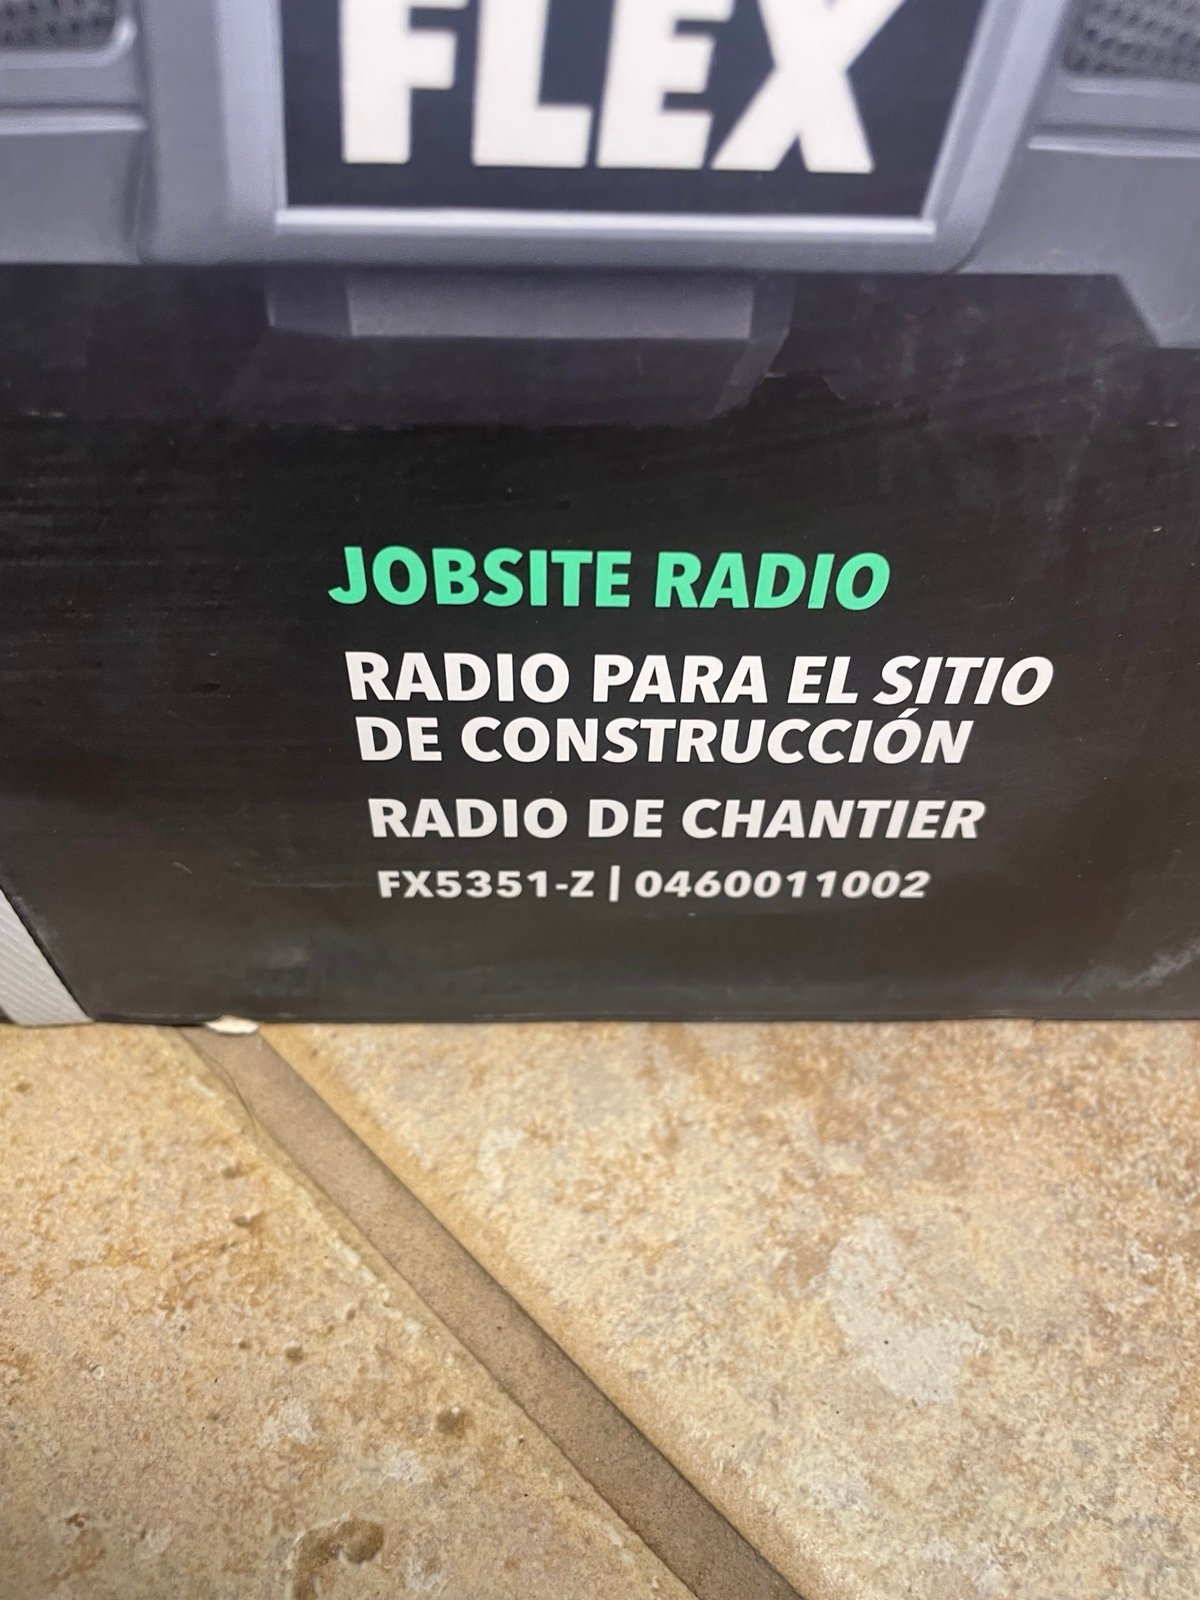 FLEX
JOBSITE RADIO
RADIO PARA EL SITIO
DE CONSTRUCCIÓN
RADIO DE CHANTIER
FX5351-Z | 0460011002